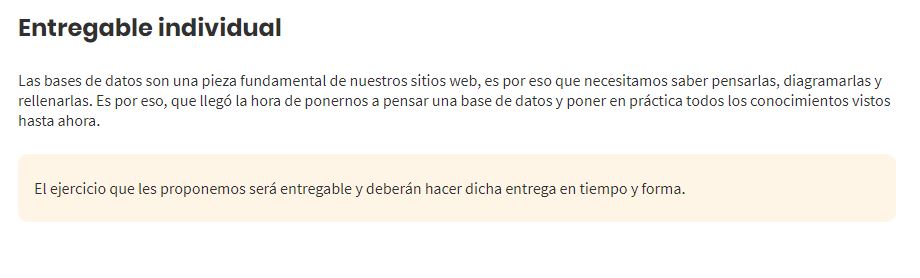 Entregable individual
Las bases de datos son una pieza fundamental de nuestros sitios web, es por eso que necesitamos saber pensarlas, diagramarlas y
rellenarlas. Es por eso, que llegó la hora de ponernos a pensar una base de datos y poner en práctica todos los conocimientos vistos
hasta ahora.
El ejercicio que les proponemos será entregable y deberán hacer dicha entrega en tiempo y forma.